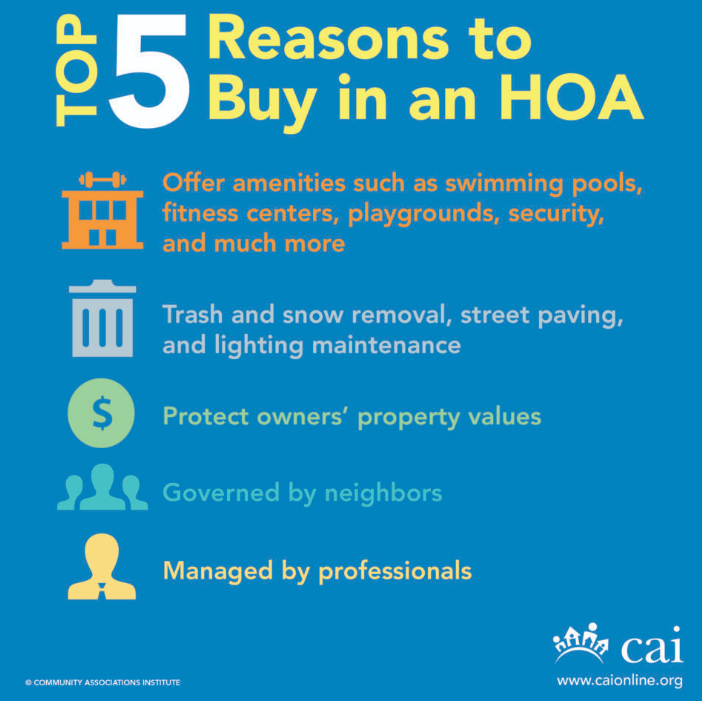 TOP 5 Reasons to
Buy in an HOA
Offer amenities such as swimming pools,
fitness centers, playgrounds, security,
and much more
Trash and snow removal, street paving,
and lighting maintenance
$
Protect owners’ property values
Governed by neighbors
Managed by professionals
cai
www.caionline.org
© COMMUNITY ASSOCIATIONS INSTITUTE